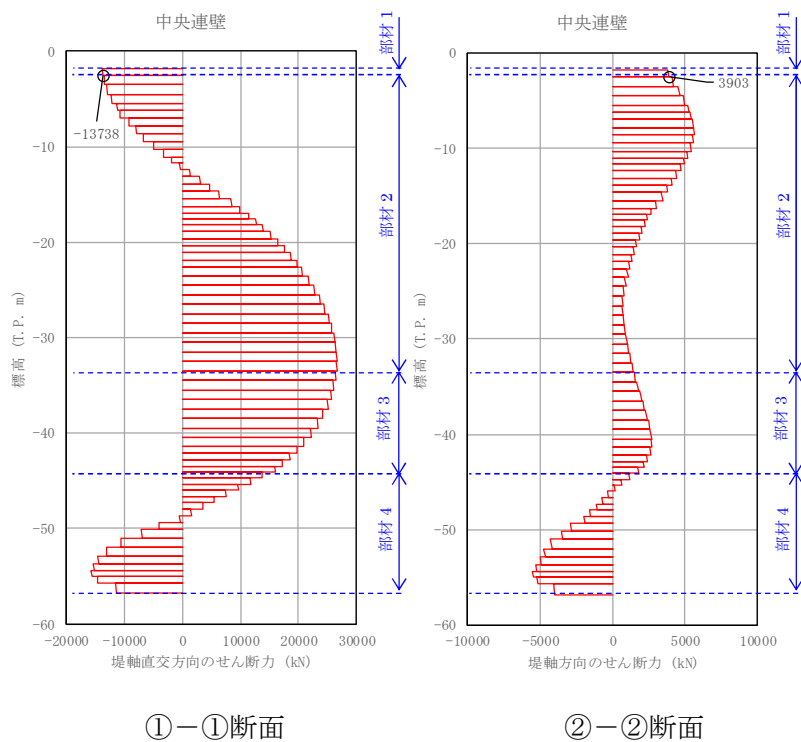 中央連壁
0
-10
-20
-30
-40
-50
-60
-20000 -10000 0 10000 20000 30000
標高 (T.P. m)
堤軸直交方向のせん断力 (kN)
-13738
部材1
部材2
部材3
部材4
①－①断面
中央連壁
0
-10
-20
-30
-40
-50
-60
-10000 -5000 0 5000 10000
標高 (T.P. m)
堤軸方向のせん断力 (kN)
3903
部材1
部材2
部材3
部材4
②－②断面